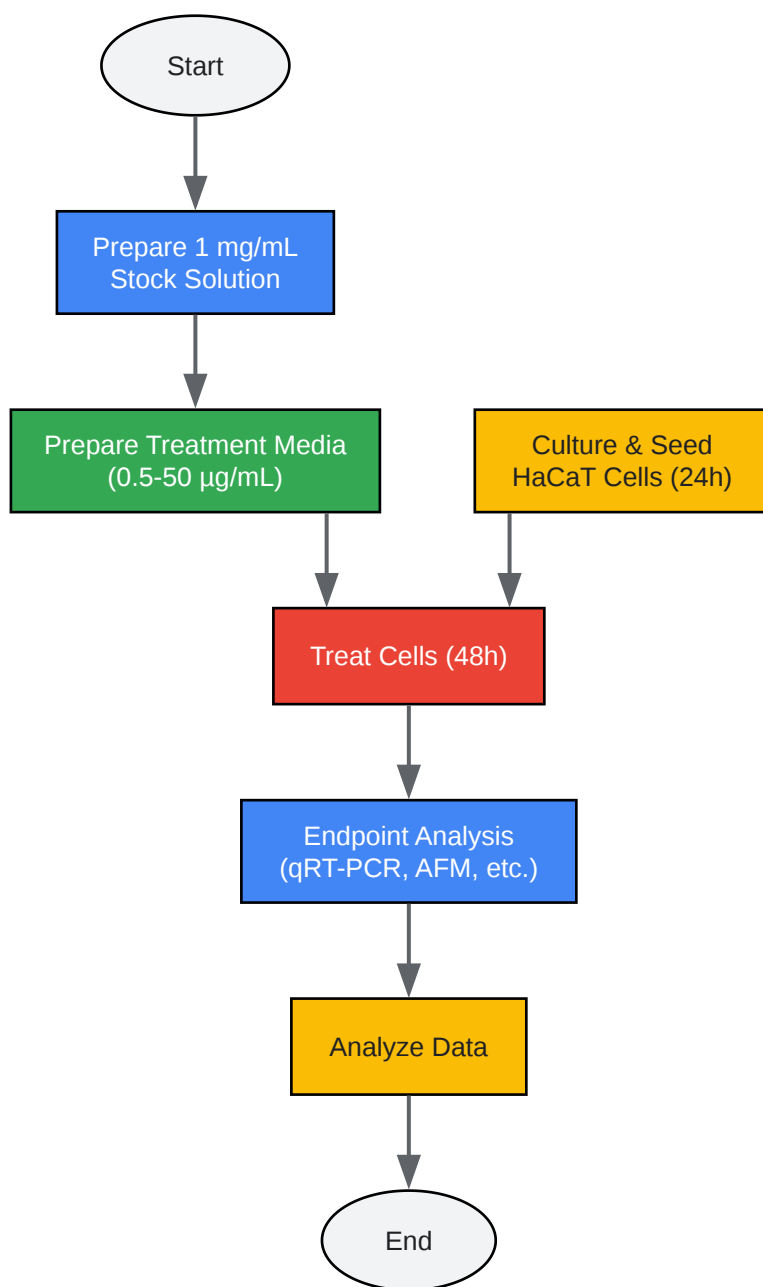 Start
Prepare 1 mg/mL
Stock Solution
Prepare Treatment Media
(0.5-50 µg/mL)
Culture & Seed
HaCaT Cells (24h)
Treat Cells (48h)
Endpoint Analysis
(qRT-PCR, AFM, etc.)
Analyze Data
End